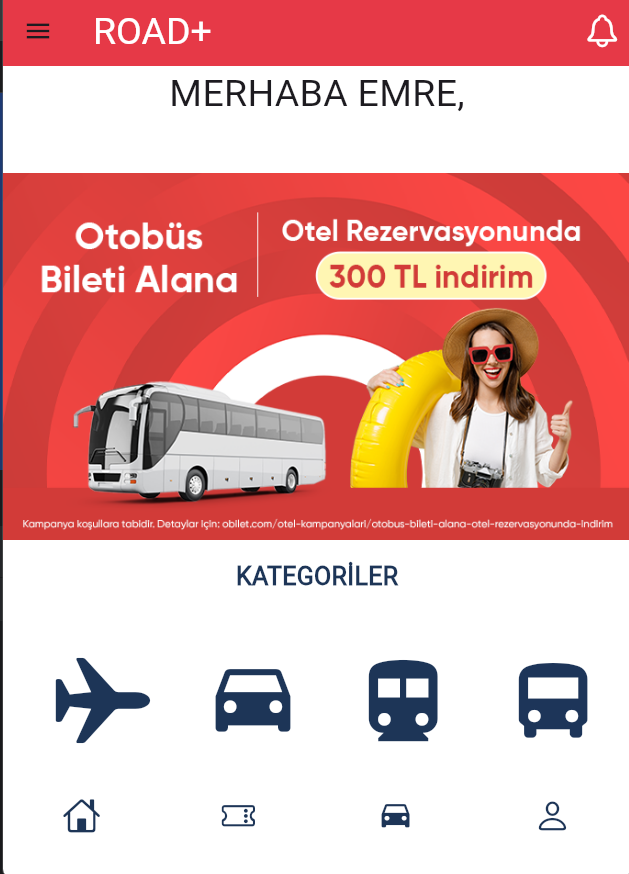 ROAD+
MERHABA EMRE,
Otobüs
Bileti Alana
Otel Rezervasyonunda
300 TL indirim
Kampanya koşullara tabidir. Detaylar için: obilet.com/otel-kampanyalari/otobus-bileti-alana-otel-rezervasyonunda-indirim
KATEGORİLER